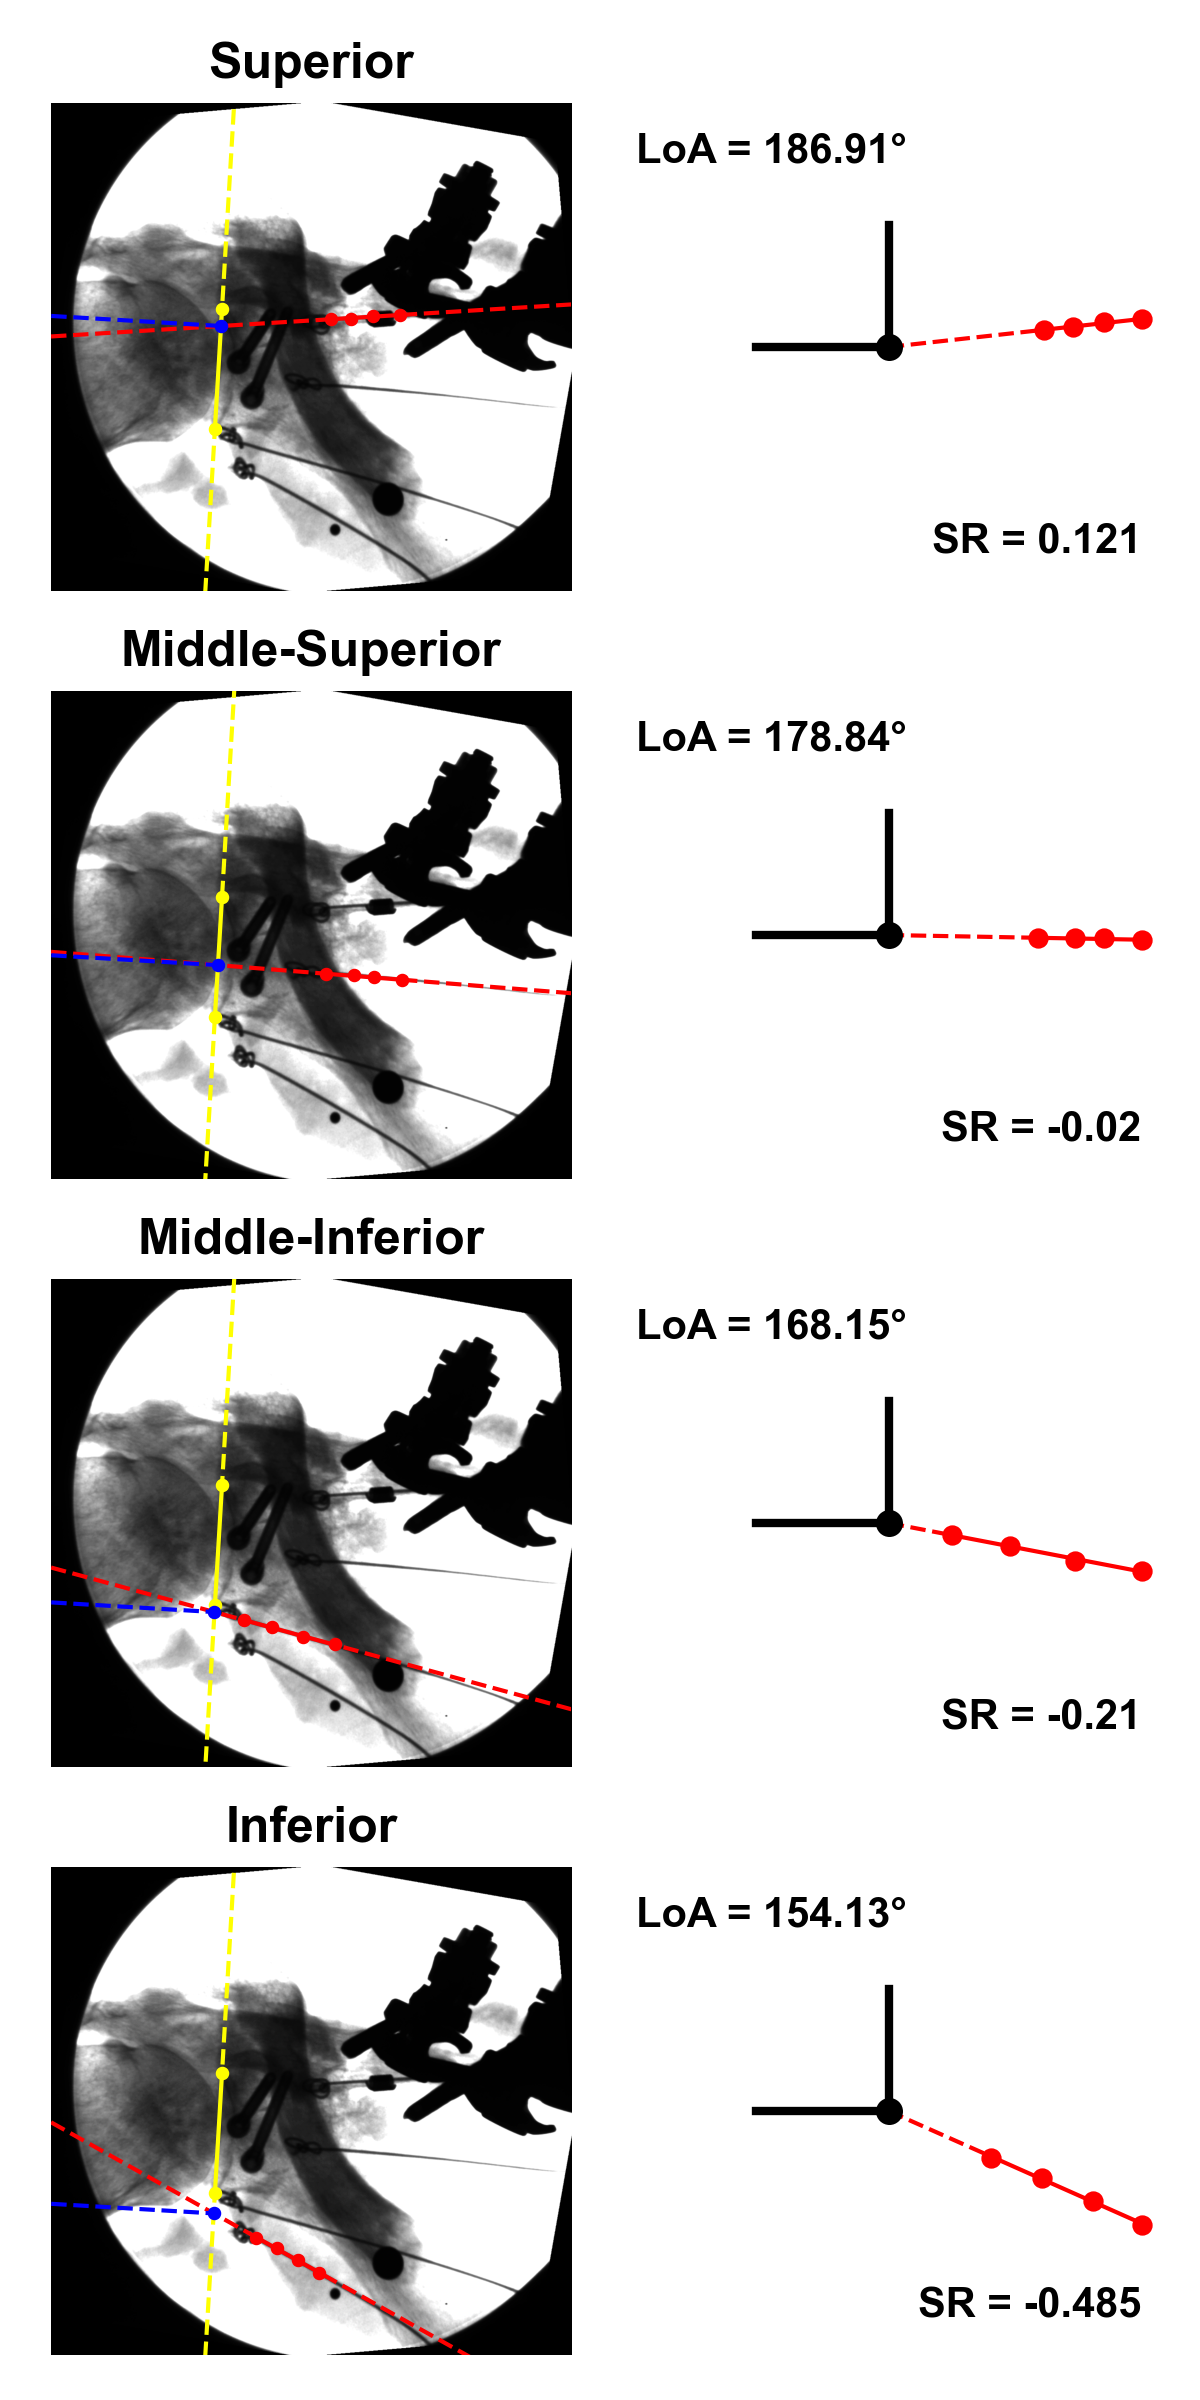 Superior
LoA = 186.91°
SR = 0.121
Middle-Superior
LoA = 178.84°
SR = -0.02
Middle-Inferior
LoA = 168.15°
SR = -0.21
Inferior
LoA = 154.13°
SR = -0.485